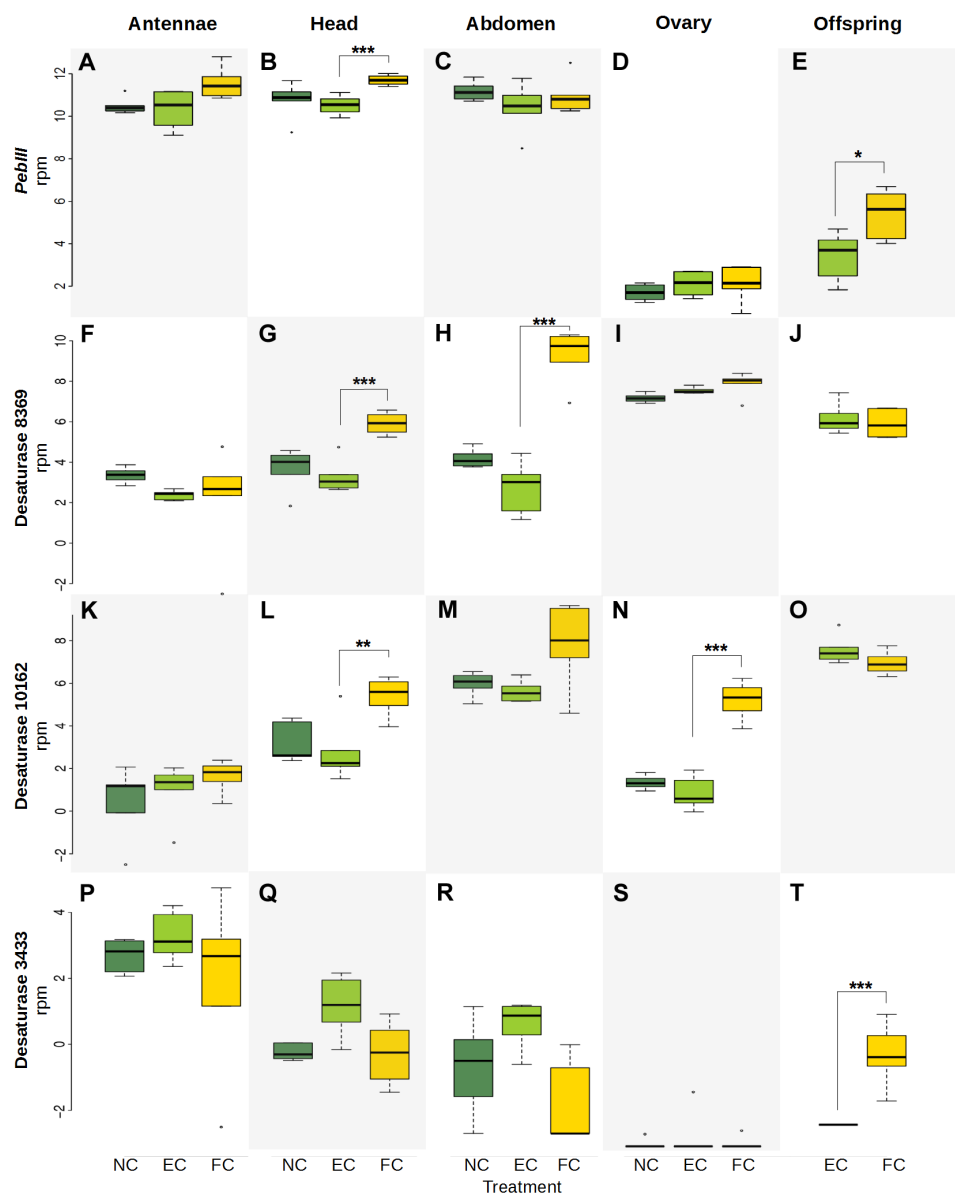 Antennae Head Abdomen Ovary Offspring
A B C D E
*** *
PebIII
rpm
12
10
8
6
4
2
F G H I J
*** ***
Desaturase 8369
rpm
10
8
6
4
2
0
−2
K L M N O
** ***
Desaturase 10162
rpm
8
6
4
2
0
−2
P Q R S T
***
Desaturase 3433
rpm
4
2
0
−2
NC EC FC NC EC FC NC EC FC NC EC FC EC FC
Treatment